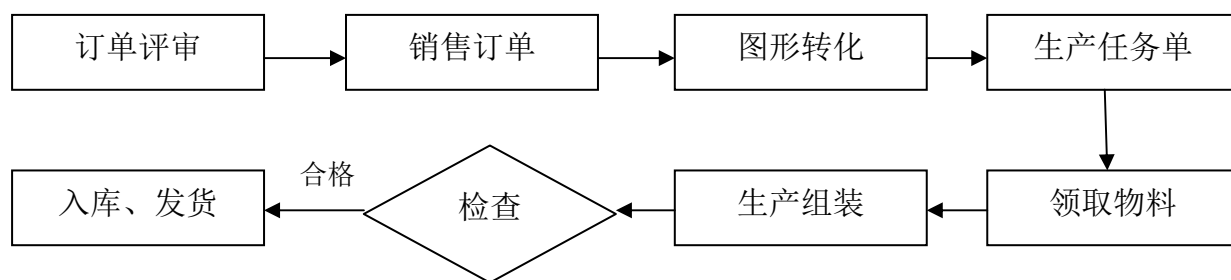 订单评审
销售订单
图形转化
生产任务单
入库、发货
合格
检查
生产组装
领取物料